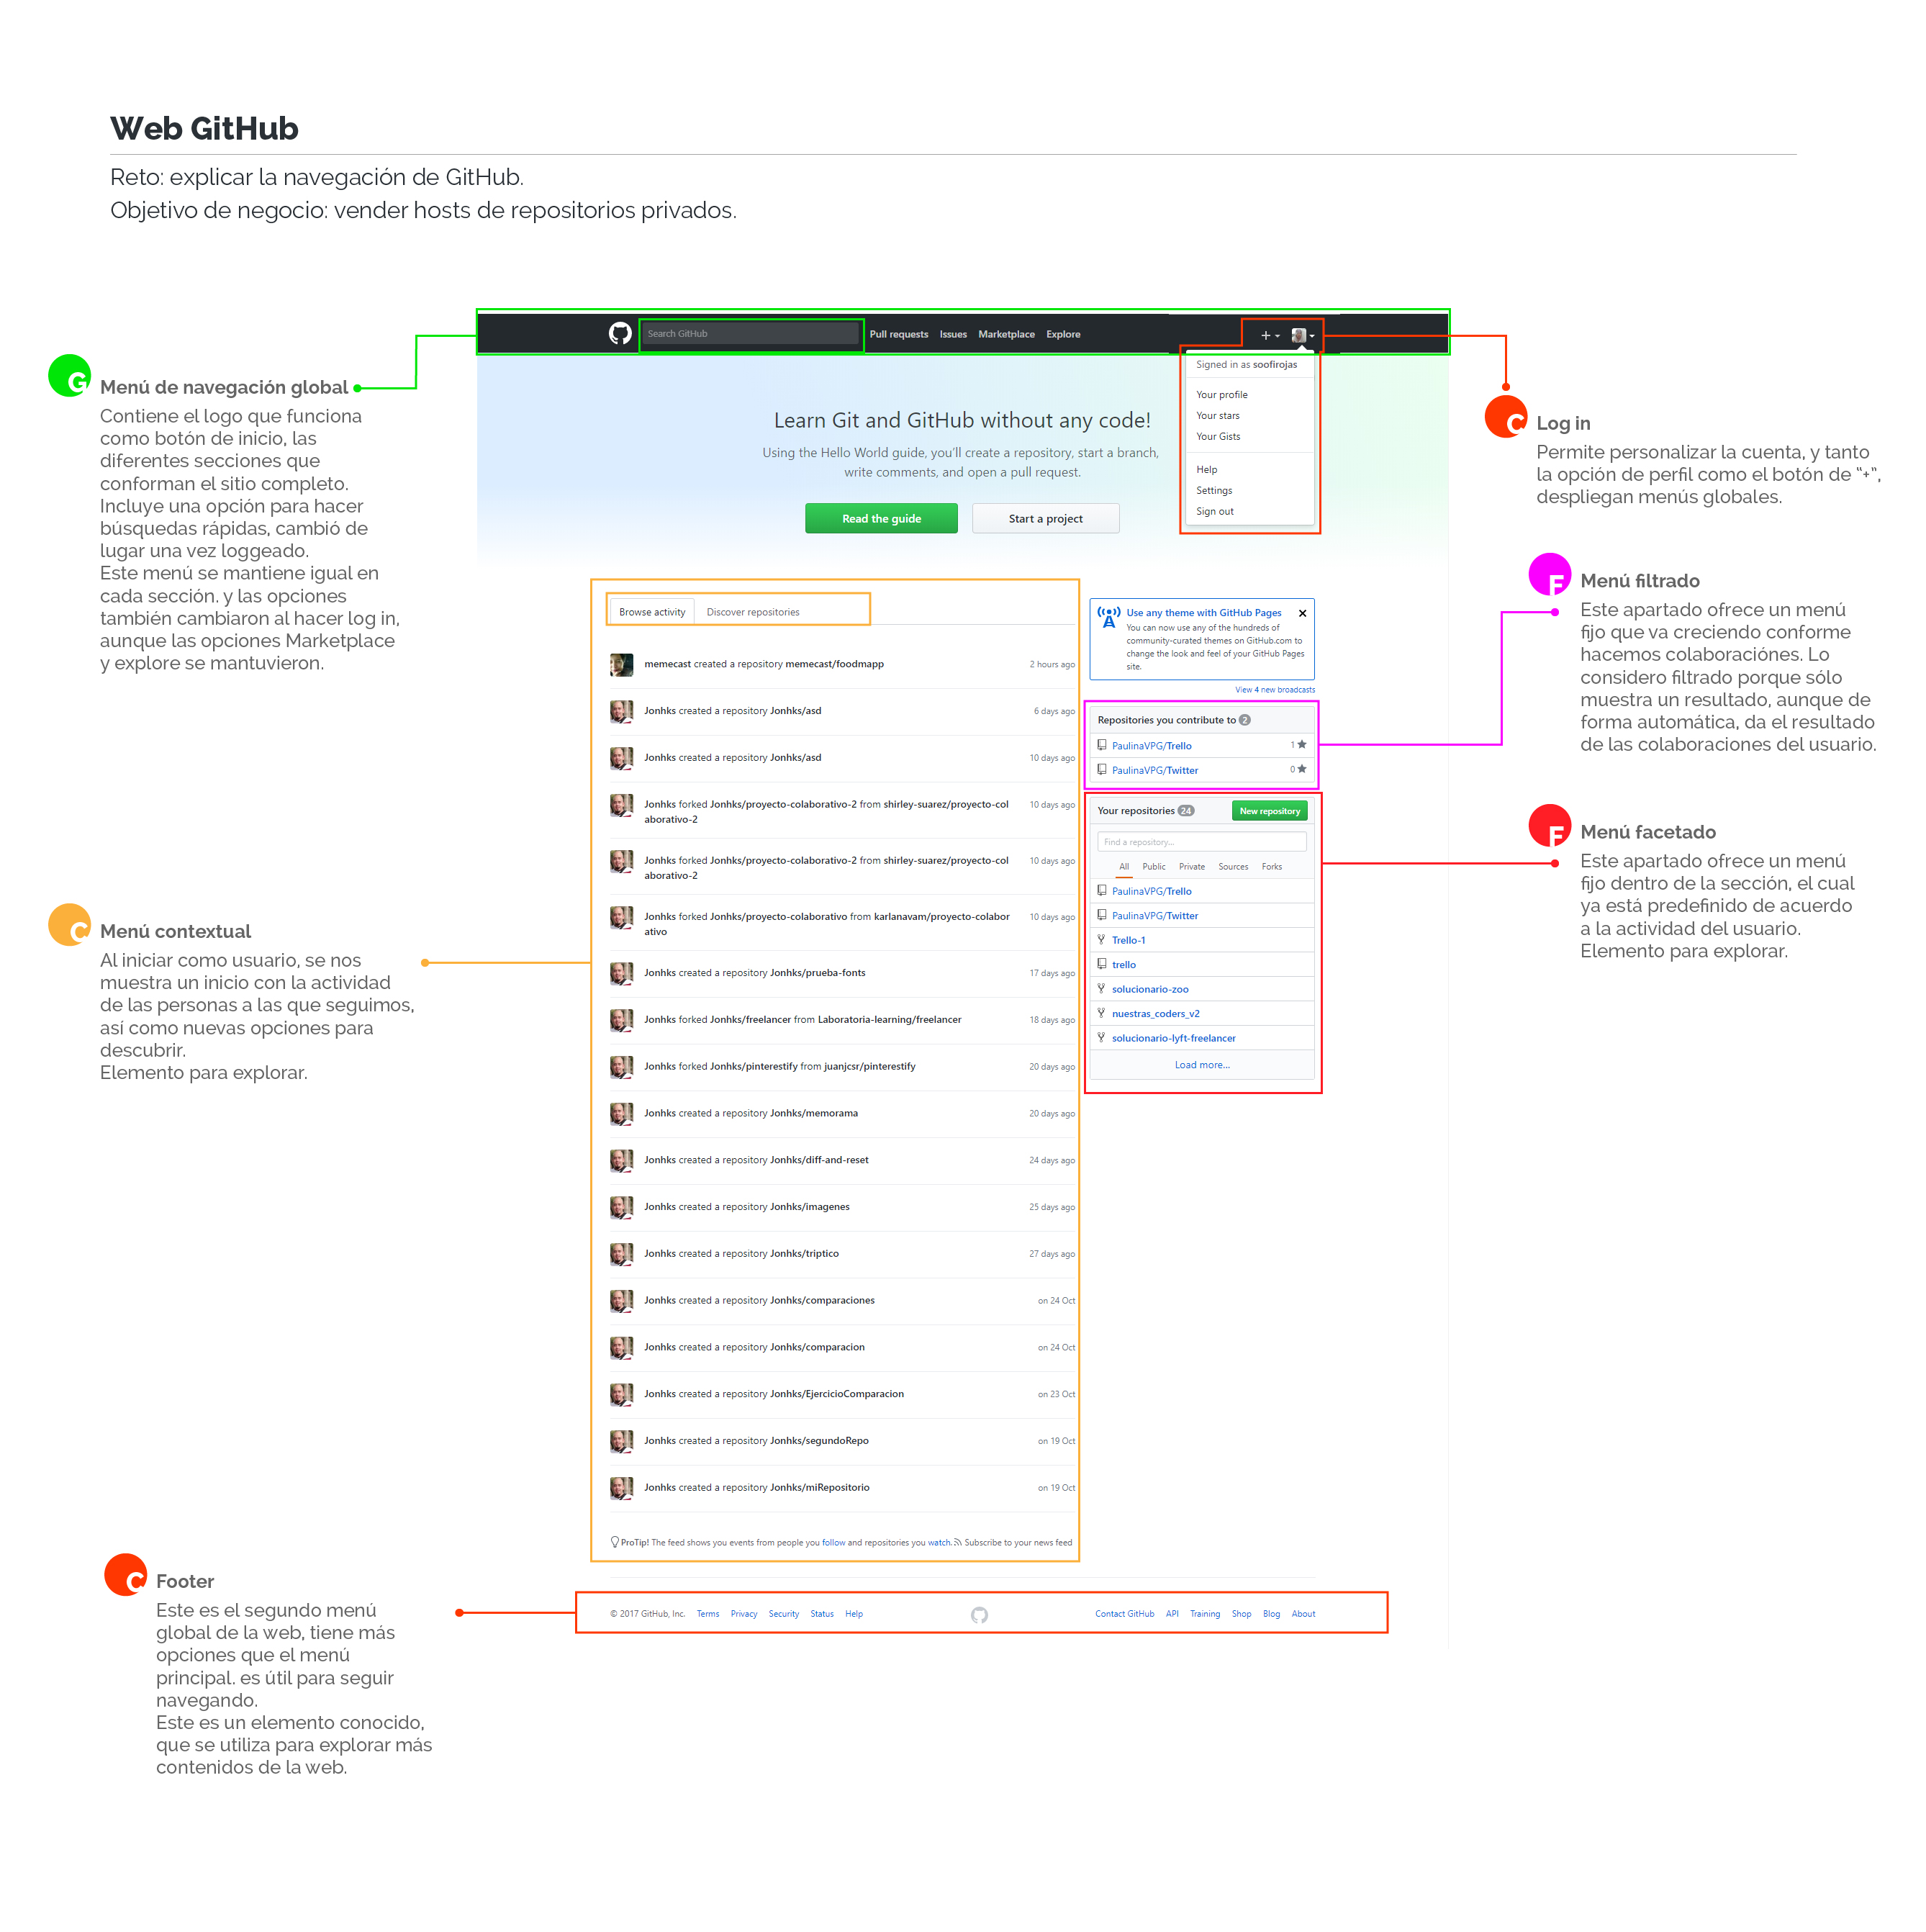 Web GitHub
Reto: explicar la navegación de GitHub.
Objetivo de negocio: vender hosts de repositorios privados.
G
Menú de navegación global
Contiene el logo que funciona
como botón de inicio, las
diferentes secciones que
conforman el sitio completo.
Incluye una opción para hacer
búsquedas rápidas, cambió de
lugar una vez loggeado.
Este menú se mantiene igual en
cada sección. y las opciones
también cambiaron al hacer log in,
aunque las opciones Marketplace
y explore se mantuvieron.
C
Menú contextual
Al iniciar como usuario, se nos
muestra un inicio con la actividad
de las personas a las que seguimos,
asi como nuevas opciones para
descubrir.
Elemento para explorar.
C
Footer
Este es el segundo menú
global de la web, tiene más
opciones que el menú
principal. es útil para seguir
navegando.
Este es un elemento conocido,
que se utiliza para explorar más
contenidos de la web.
Search GitHub
Pull requests Issues Marketplace Explore
Signed in as soofirojas
Your profile
Your stars
Your Gists
Help
Settings
Sign out
Learn Git and GitHub without any code!
Using the Hello World guide, you'll create a repository, start a branch,
write comments, and open a pull request.
Read the guide Start a project
Browse activity Discover repositories
memecast created a repository memecast/foodmapp 2 hours ago
Jonhks created a repository Jonhks/asd 6 days ago
Jonhks created a repository Jonhks/asd 10 days ago
Jonhks forked Jonhks/proyecto-colaborativo-2 from shirley-suarez/proyecto-col 10 days ago
aborativo-2
Jonhks forked Jonhks/proyecto-colaborativo-2 from shirley-suarez/proyecto-col 10 days ago
aborativo-2
Jonhks forked Jonhks/proyecto-colaborativo from karlanavam/proyecto-colabor 10 days ago
ativo
Jonhks created a repository Jonhks/prueba-fonts 17 days ago
Jonhks forked Jonhks/freelancer from Laboratoria-learning/freelancer 18 days ago
Jonhks forked Jonhks/pinterestify from juanjcsr/pinterestify 20 days ago
Jonhks created a repository Jonhks/memorama 20 days ago
Jonhks created a repository Jonhks/diff-and-reset 24 days ago
Jonhks created a repository Jonhks/imagenes 25 days ago
Jonhks created a repository Jonhks/triptico 27 days ago
Jonhks created a repository Jonhks/comparaciones on 24 Oct
Jonhks created a repository Jonhks/comparacion on 24 Oct
Jonhks created a repository Jonhks/EjercicioComparacion on 23 Oct
Jonhks created a repository Jonhks/segundoRepo on 19 Oct
Jonhks created a repository Jonhks/miRepositorio on 19 Oct
ProTip! The feed shows you events from people you follow and repositories you watch. Subscribe to your news feed
Use any theme with GitHub Pages
You can now use any of the hundreds of
community-curated themes on GitHub.com to
change the look and feel of your GitHub Pages
site.
View 4 new broadcasts
Repositories you contribute to 2
PaulinaVPG/Trello 1
PaulinaVPG/Twitter 0
Your repositories 24 New repository
Find a repository...
All Public Private Sources Forks
PaulinaVPG/Trello
PaulinaVPG/Twitter
Trello-1
trello
solucionario-zoo
nuestras_coders_v2
solucionario-lyft-freelancer
Load more...
© 2017 GitHub, Inc. Terms Privacy Security Status Help
Contact GitHub API Training Shop Blog About
C
Log in
Permite personalizar la cuenta, y tanto
la opción de perfil como el botón de “+”,
despliegan menús globales.
F
Menú filtrado
Este apartado ofrece un menú
fijo que va creciendo conforme
hacemos colaboraciónes. Lo
considero filtrado porque sólo
muestra un resultado, aunque de
forma automática, da el resultado
de las colaboraciones del usuario.
F
Menú facetado
Este apartado ofrece un menú
fijo dentro de la sección, el cual
ya está predefinido de acuerdo
a la actividad del usuario.
Elemento para explorar.